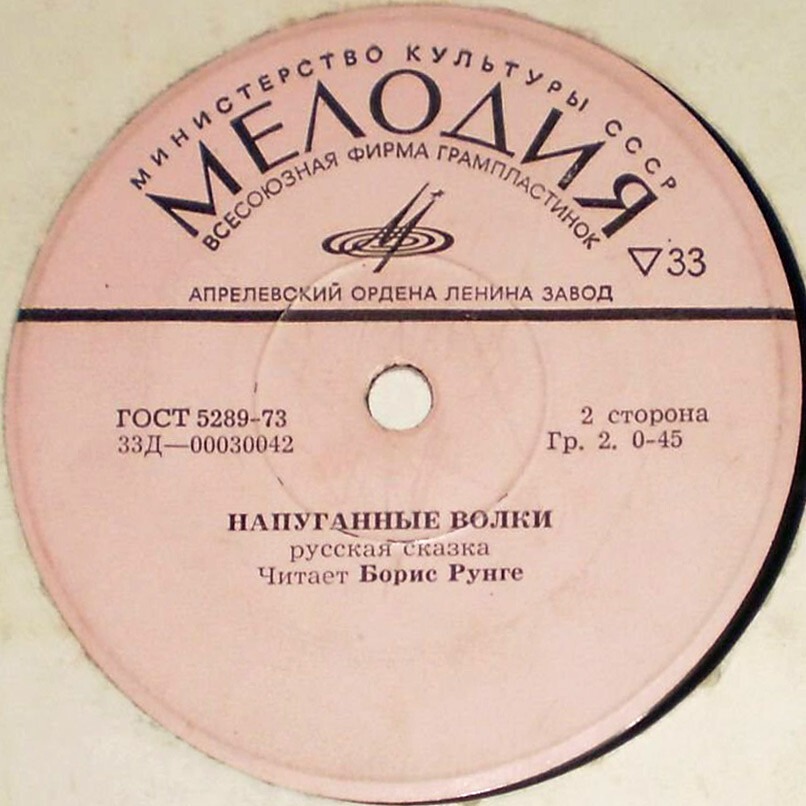 МИНИСТЕРСТВО КУЛЬТУРЫ СССР
МЕЛОДИЯ
ВСЕСОЮЗНАЯ ФИРМА ГРАМПЛАСТИНОК
33
АПРЕЛЕВСКИЙ ОРДЕНА ЛЕНИНА ЗАВОД
ГОСТ 5289-73
33Д—00030042
2 сторона
Гр. 2. 0-45
НАПУГАННЫЕ ВОЛКИ
русская сказка
Читает Борис Рунге